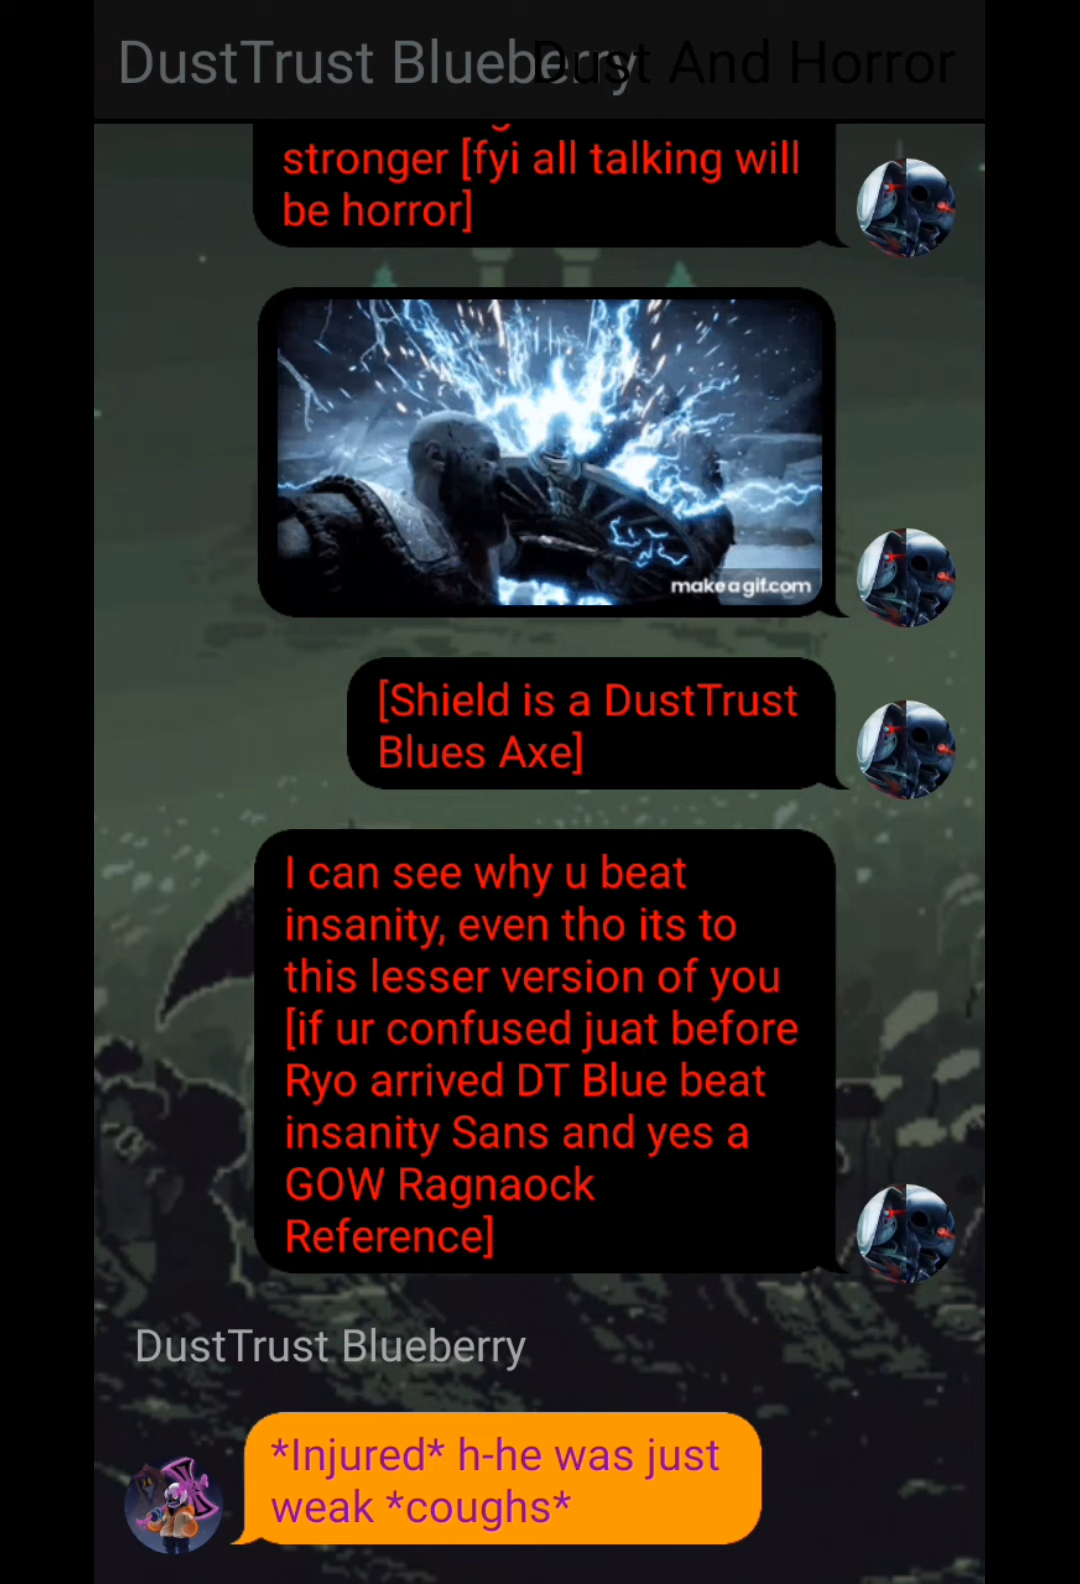 DustTrust Blueberry
Dust And Horror
stronger [fyi all talking will
be horror]
makeagif.com
[Shield is a DustTrust
Blues Axe]
I can see why u beat
insanity, even tho its to
this lesser version of you
[if ur confused juat before
Ryo arrived DT Blue beat
insanity Sans and yes a
GOW Ragnaock
Reference]
DustTrust Blueberry
*Injured* h-he was just
weak *coughs*